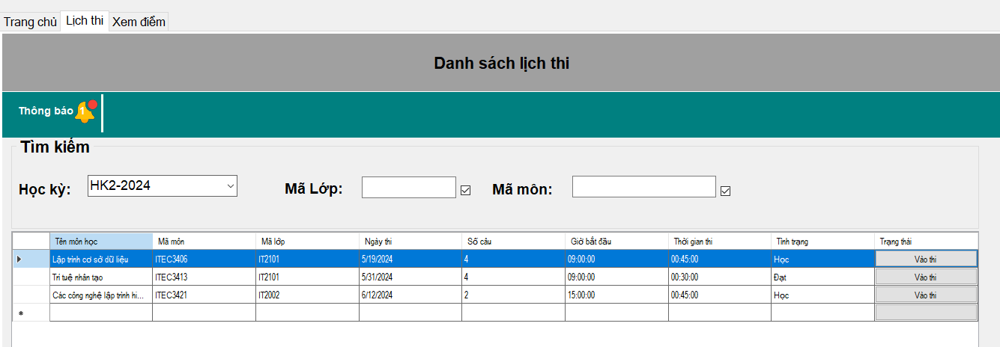 Trang chủ Lịch thi Xem điểm
Danh sách lịch thi
Thông báo 1
Tìm kiếm
Học kỳ: HK2-2024 Mã Lớp: Mã môn:
Tên môn học Mã môn Mã lớp Ngày thi Số câu Giờ bắt đầu Thời gian thi Tình trạng Trạng thái
Lập trình cơ sở dữ liệu ITEC3406 IT2101 5/19/2024 4 09:00:00 00:45:00 Học Vào thi
Trí tuệ nhân tạo ITEC3413 IT2101 5/31/2024 4 09:00:00 00:30:00 Đạt Vào thi
Các công nghệ lập trình hi... ITEC3421 IT2002 6/12/2024 2 15:00:00 00:45:00 Học Vào thi